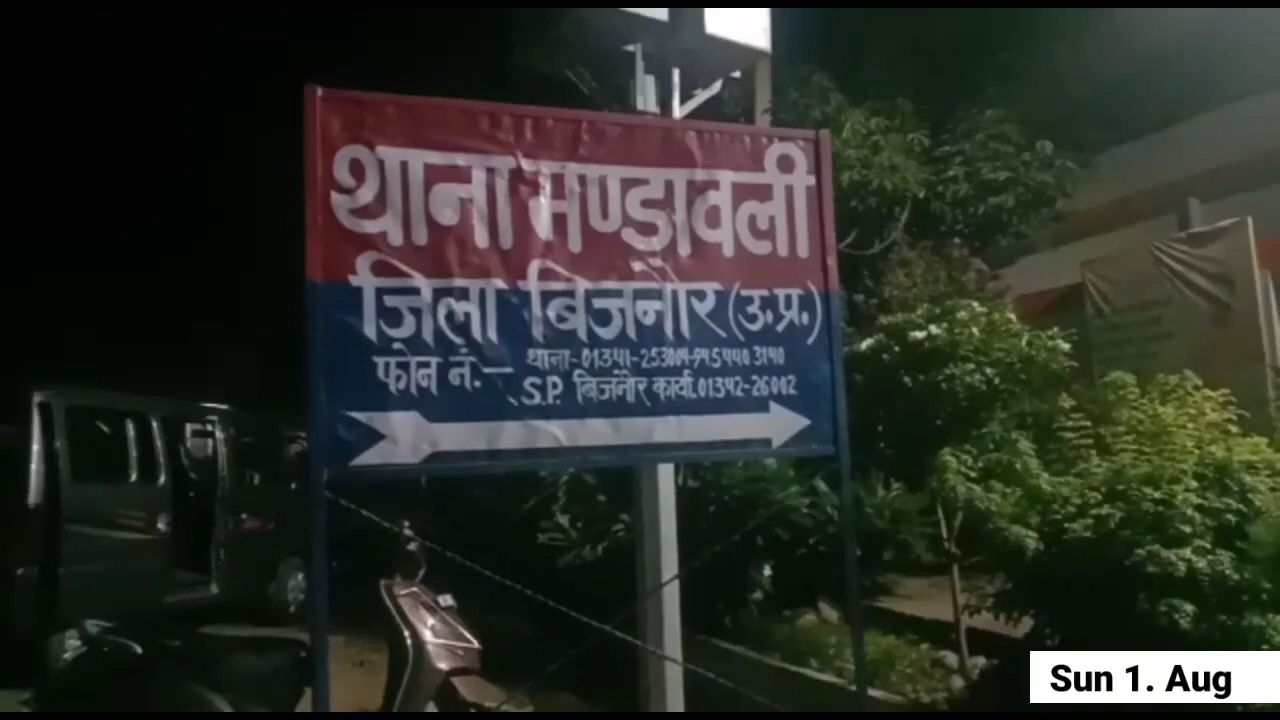 थाना मण्डावली
जिला बिजनौर (उ.प्र.)
फोन नं.- थाना-01341-253004-9454403140
S.P. बिजनौर कार्या.01342-26002
Sun 1. Aug